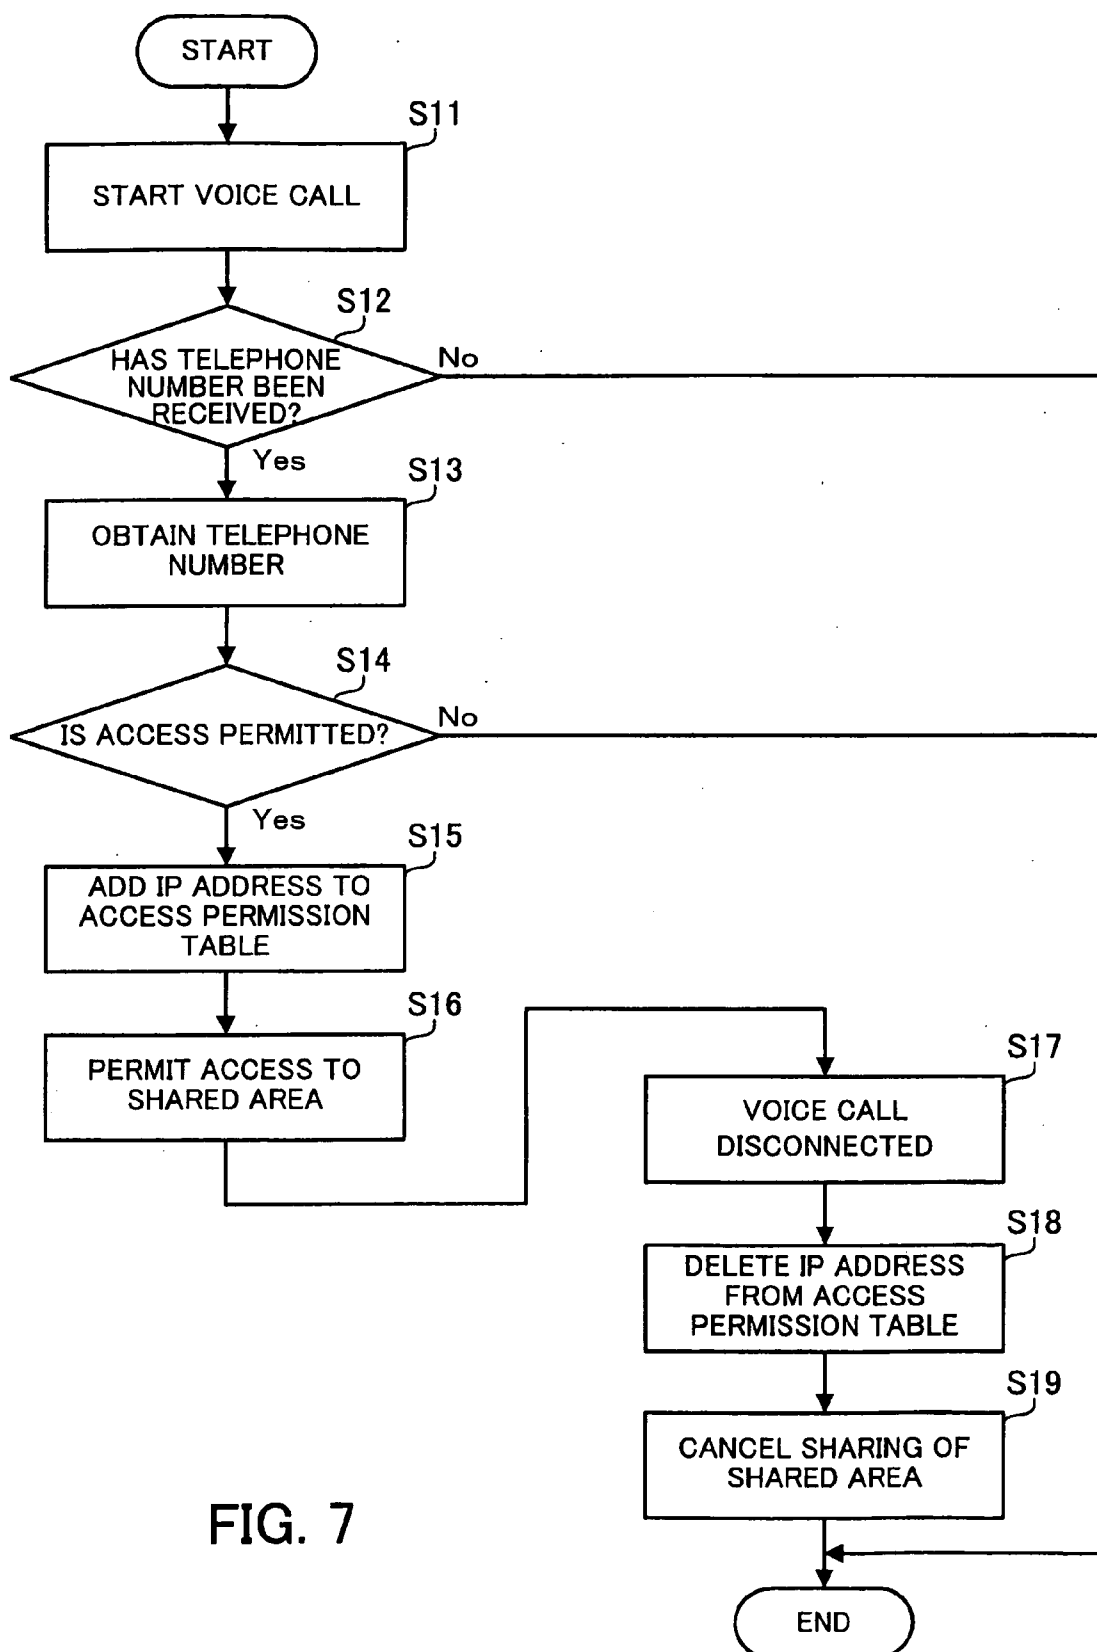 START
S11
START VOICE CALL
S12
HAS TELEPHONE
NUMBER BEEN
RECEIVED?
No
Yes
S13
OBTAIN TELEPHONE
NUMBER
S14
IS ACCESS PERMITTED?
No
Yes
S15
ADD IP ADDRESS TO
ACCESS PERMISSION
TABLE
S16
PERMIT ACCESS TO
SHARED AREA
S17
VOICE CALL
DISCONNECTED
S18
DELETE IP ADDRESS
FROM ACCESS
PERMISSION TABLE
S19
CANCEL SHARING OF
SHARED AREA
END
FIG. 7